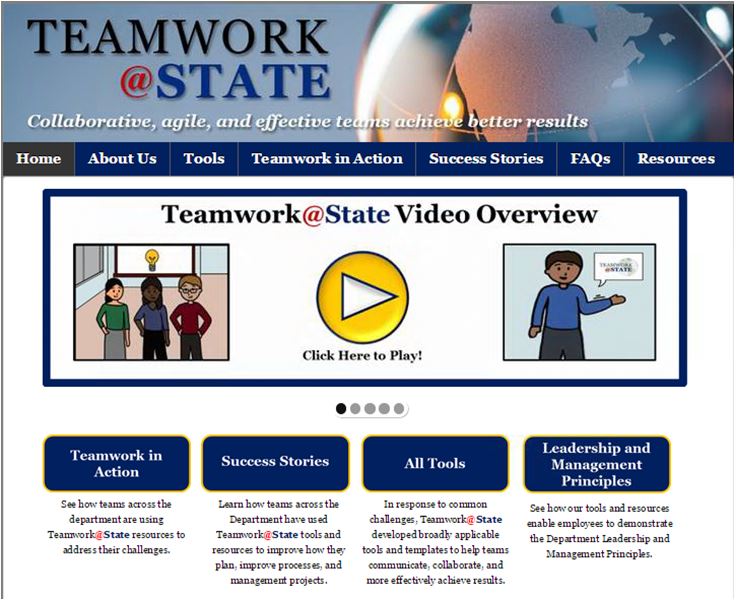 TEAMWORK
@STATE
Collaborative, agile, and effective teams achieve better results
Home About Us Tools Teamwork in Action Success Stories FAQs Resources
Teamwork@State Video Overview
TEAMWORK
@STATE
Click Here to Play!
Teamwork in
Action
See how teams across the
department are using
Teamwork@State resources to
address their challenges.
Success Stories
Learn how teams across the
Department have used
Teamwork@State tools and
resources to improve how they
plan, improve processes, and
management projects.
All Tools
In response to common
challenges, Teamwork@State
developed broadly applicable
tools and templates to help teams
communicate, collaborate, and
more effectively achieve results.
Leadership and
Management
Principles
See how our tools and resources
enable employees to demonstrate
the Department Leadership and
Management Principles.